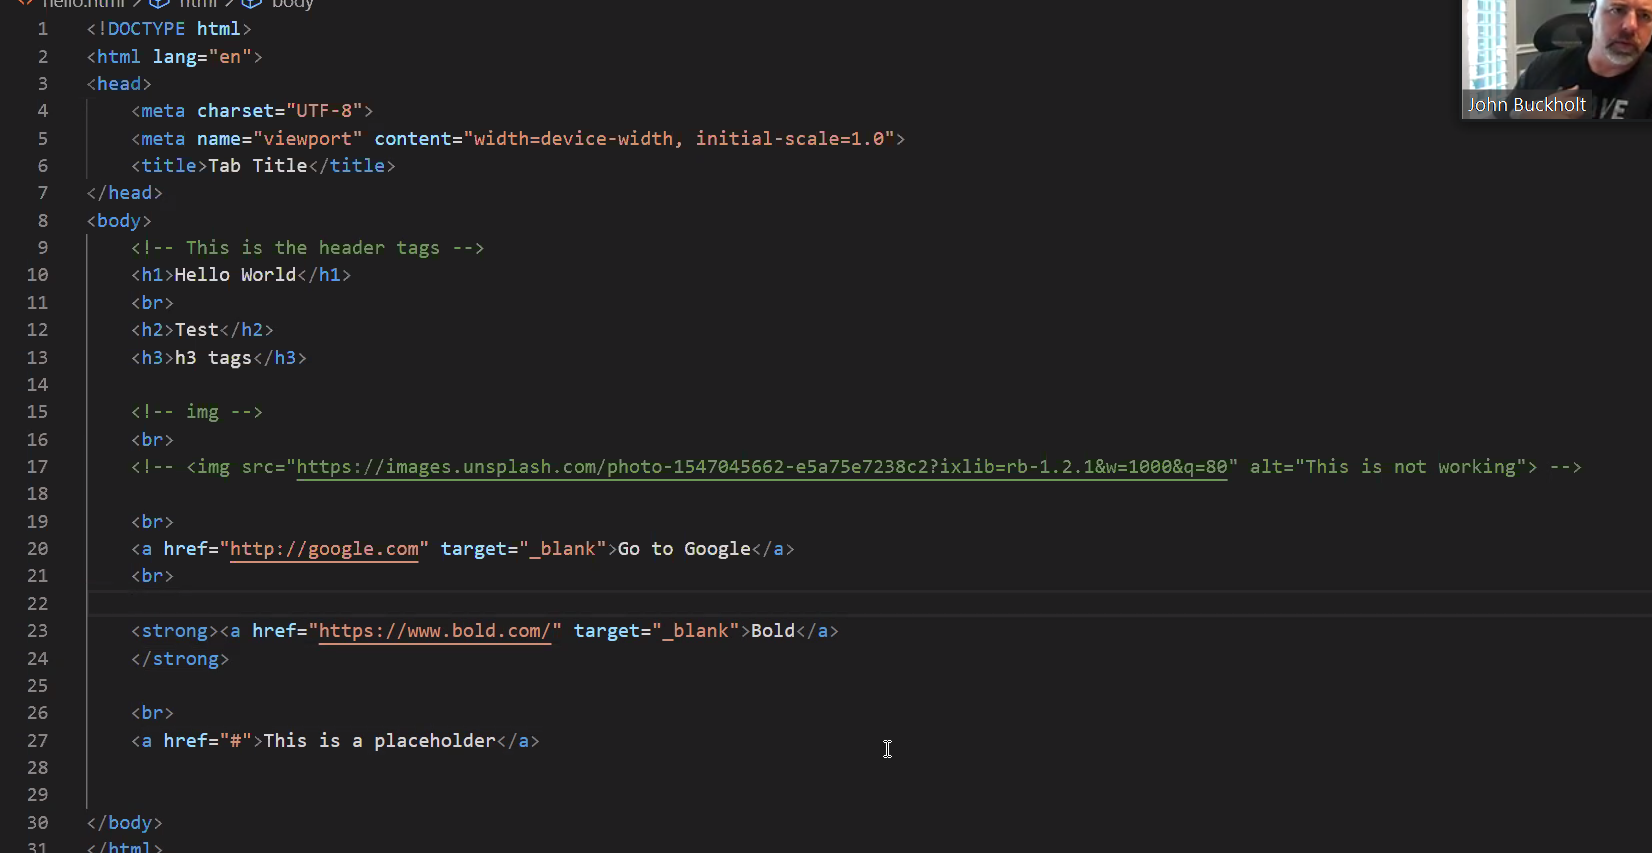 hello.html > html > body
1 <!DOCTYPE html>
2 <html lang="en">
3 <head>
4 <meta charset="UTF-8">
5 <meta name="viewport" content="width=device-width, initial-scale=1.0">
6 <title>Tab Title</title>
7 </head>
8 <body>
9 <!-- This is the header tags -->
10 <h1>Hello World</h1>
11 <br>
12 <h2>Test</h2>
13 <h3>h3 tags</h3>
14
15 <!-- img -->
16 <br>
17 <!-- <img src="https://images.unsplash.com/photo-1547045662-e5a75e7238c2?ixlib=rb-1.2.1&w=1000&q=80" alt="This is not working"> -->
18
19 <br>
20 <a href="http://google.com" target="_blank">Go to Google</a>
21 <br>
22
23 <strong><a href="https://www.bold.com/" target="_blank">Bold</a>
24 </strong>
25
26 <br>
27 <a href="#">This is a placeholder</a>
28
29
30 </body>
31 </html>
John Buckholt